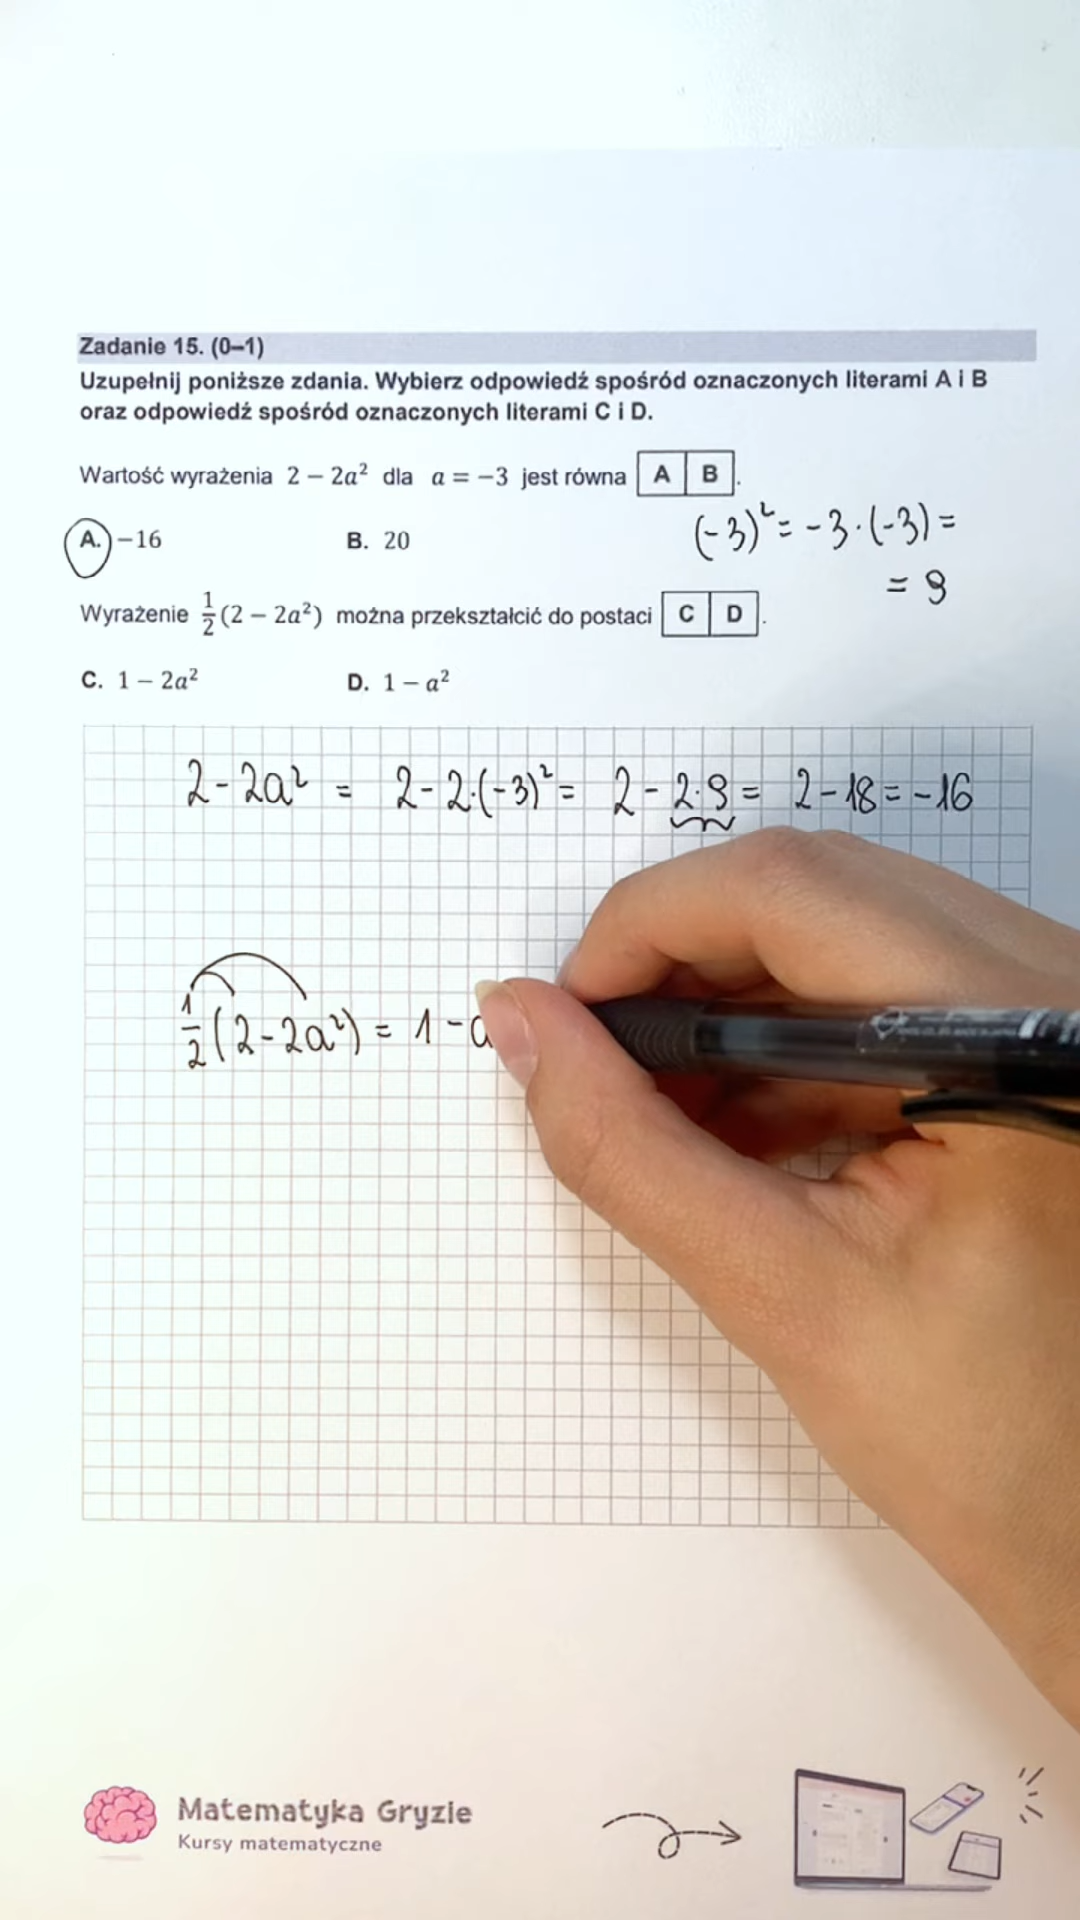 Zadanie 15. (0–1)
Uzupełnij poniższe zdania. Wybierz odpowiedź spośród oznaczonych literami A i B
oraz odpowiedź spośród oznaczonych literami C i D.
Wartość wyrażenia 2 − 2a² dla a = −3 jest równa A B .
(-3)² = -3·(-3) =
A. −16 B. 20
= 9
Wyrażenie 1/2 (2 − 2a²) można przekształcić do postaci C D .
C. 1 − 2a² D. 1 − a²
2 - 2a² = 2 - 2·(-3)² = 2 - 2·9 = 2 - 18 = -16
1/2 (2 - 2a²) = 1 - a
Matematyka Gryzie
Kursy matematyczne